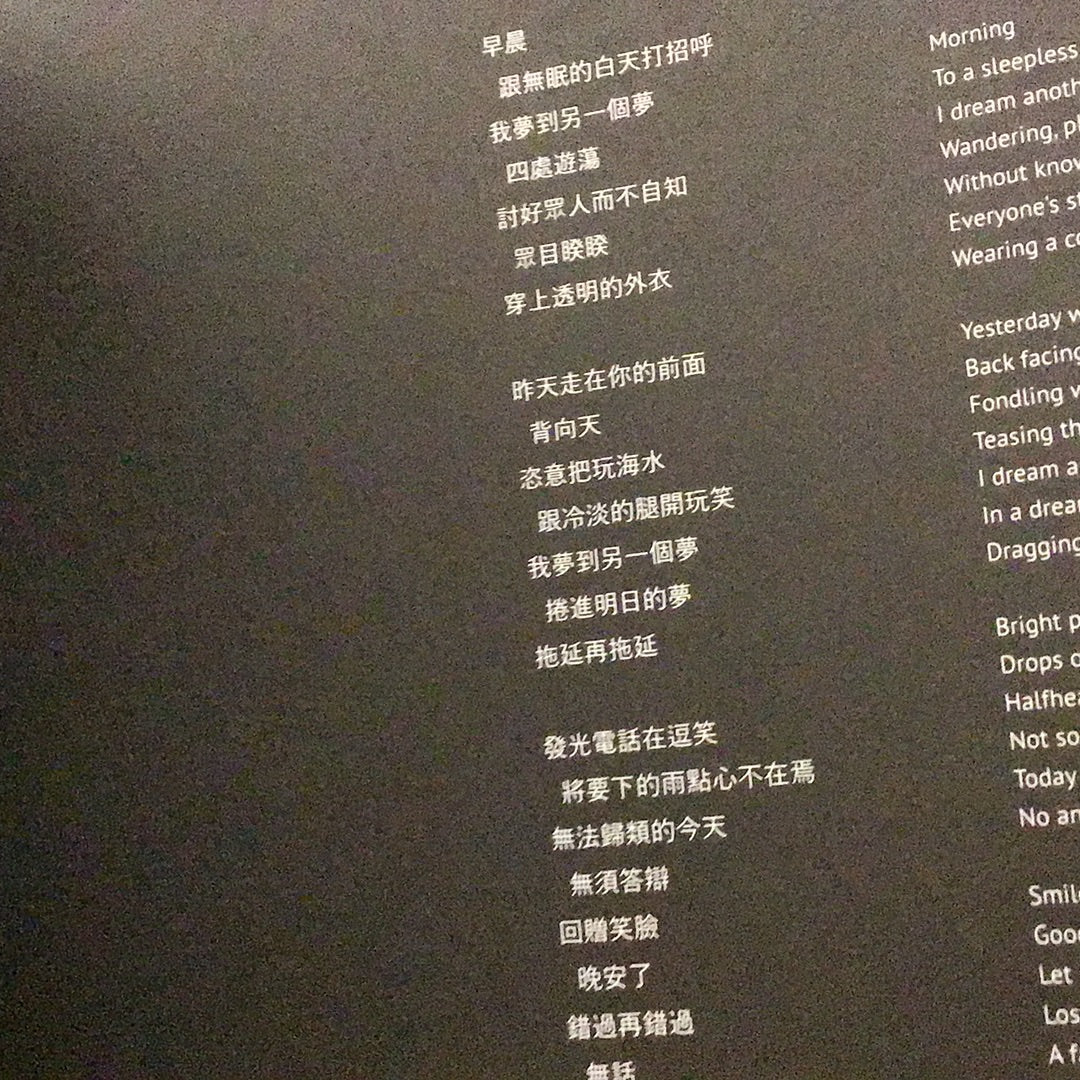 早晨
跟無眠的白天打招呼
我夢到另一個夢
四處遊蕩
討好眾人而不自知
眾目睽睽
穿上透明的外衣
昨天走在你的前面
背向天
恣意把玩海水
跟冷淡的腿開玩笑
我夢到另一個夢
捲進明日的夢
拖延再拖延
發光電話在逗笑
將要下的雨點心不在焉
無法歸類的今天
無須答辯
回贈笑臉
晚安了
錯過再錯過
無話
Morning
To a sleepless
I dream
Wandering,
Without
Everyone's
Wearing a
Yesterday
Back facing
Fondling
Teasing
I dream a
In a
Dragging
Bright
Drops
Not so
Today
No
Let